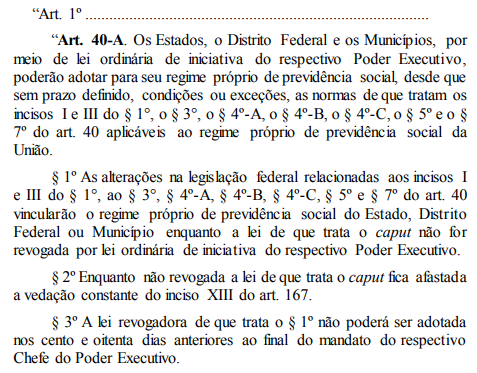 “Art. 1º ....................................................................................
“Art. 40-A. Os Estados, o Distrito Federal e os Municípios, por
meio de lei ordinária de iniciativa do respectivo Poder Executivo,
poderão adotar para seu regime próprio de previdência social, desde que
sem prazo definido, condições ou exceções, as normas de que tratam os
incisos I e III do § 1°, o § 3°, o § 4º-A, o § 4º-B, o § 4º-C, o § 5º e o §
7º do art. 40 aplicáveis ao regime próprio de previdência social da
União.
§ 1º As alterações na legislação federal relacionadas aos incisos I
e III do § 1°, ao § 3°, § 4º-A, § 4º-B, § 4º-C, § 5º e § 7º do art. 40
vincularão o regime próprio de previdência social do Estado, Distrito
Federal ou Município enquanto a lei de que trata o caput não for
revogada por lei ordinária de iniciativa do respectivo Poder Executivo.
§ 2º Enquanto não revogada a lei de que trata o caput fica afastada
a vedação constante do inciso XIII do art. 167.
§ 3º A lei revogadora de que trata o § 1º não poderá ser adotada
nos cento e oitenta dias anteriores ao final do mandato do respectivo
Chefe do Poder Executivo.